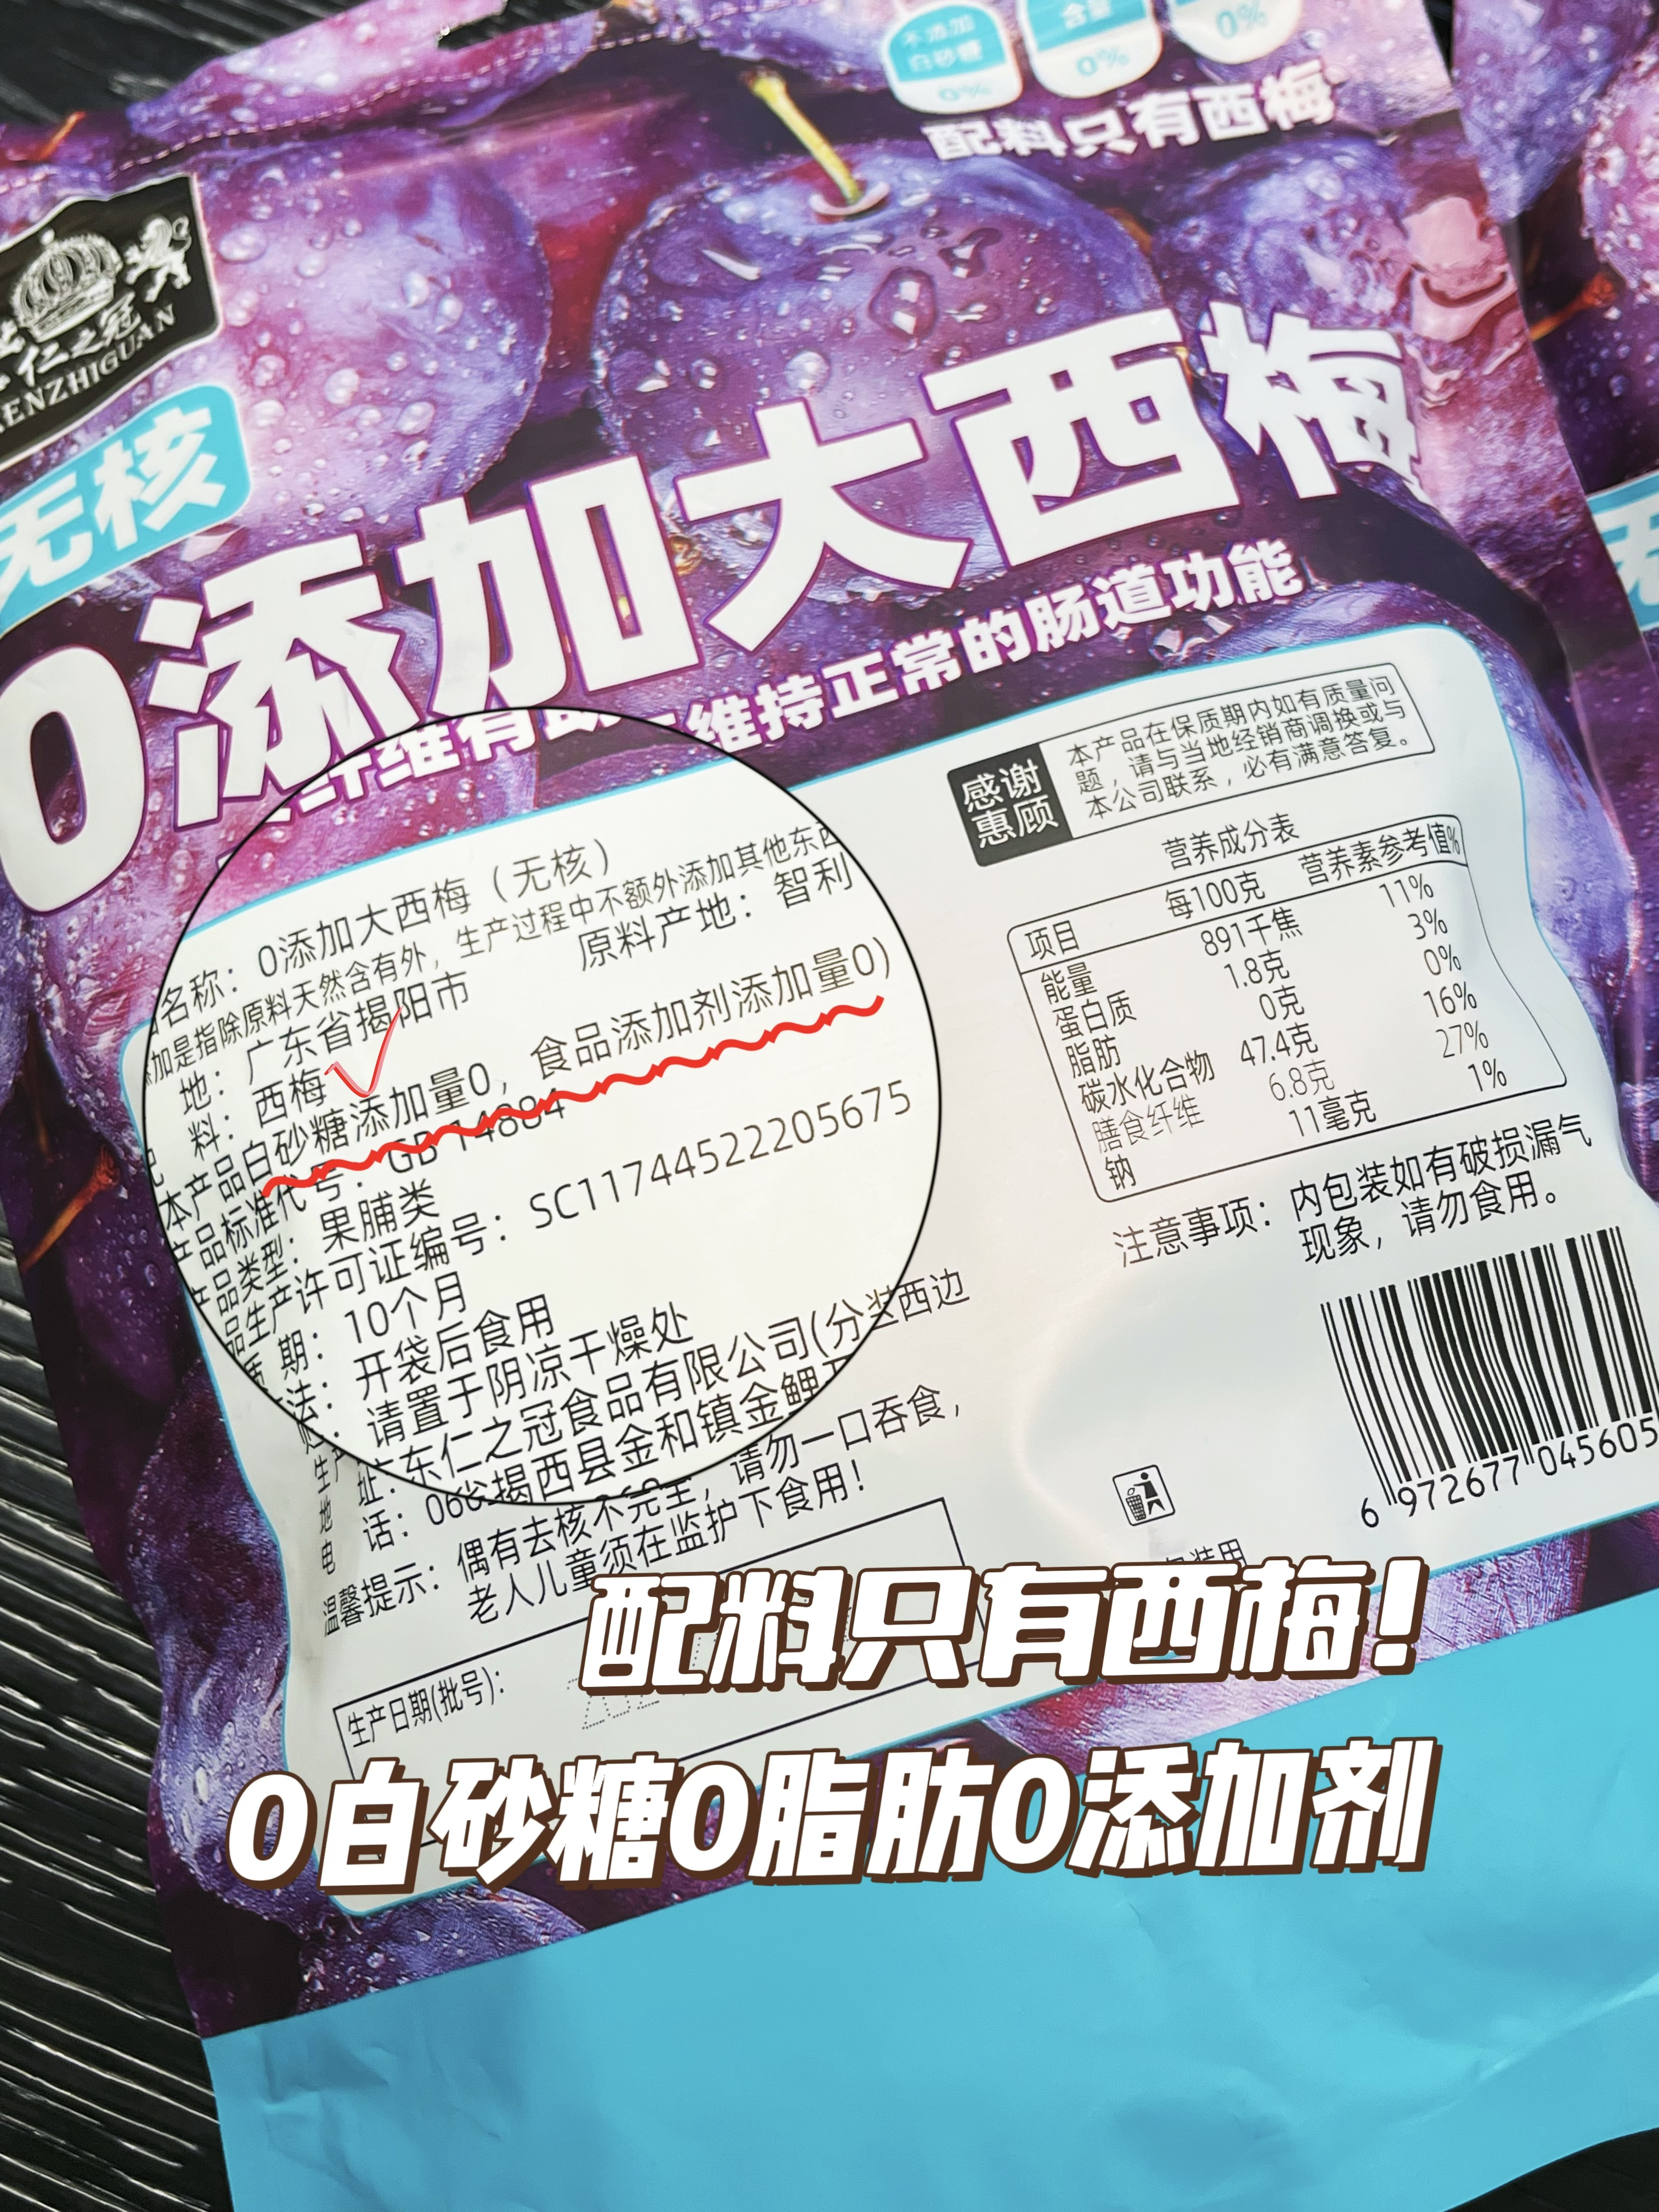 不添加
白砂糖
0%
含量
0%
0%
配料只有西梅
仁之冠
ENZHIGUAN
无核
0添加大西梅
维持正常的肠道功能
名称：0添加大西梅（无核）
加是指除原料天然含有外，生产过程中不额外添加其他东西
地：广东省揭阳市 原料产地：智利
料：西梅
本产品白砂糖添加量0，食品添加剂添加量0)
产品标准代号：GB 14884
品类型：果脯类
品生产许可证编号：SC11744522205675
期：10个月
法：开袋后食用
请置于阴凉干燥处
东仁之冠食品有限公司(分装西边
址：省揭西县金和镇金鲤
电话：066
温馨提示：偶有去核不完全，请勿一口吞食，
老人儿童须在监护下食用！
生产日期(批号)：
感谢
惠顾
本产品在保质期内如有质量问
题，请与当地经销商调换或与
本公司联系，必有满意答复。
营养成分表
项目 每100克 营养素参考值%
能量 891千焦 11%
蛋白质 1.8克 3%
脂肪 0克 0%
碳水化合物 47.4克 16%
膳食纤维 6.8克 27%
钠 11毫克 1%
注意事项：内包装如有破损漏气
现象，请勿食用。
6 972677 045605
无
配料只有西梅！
0白砂糖0脂肪0添加剂